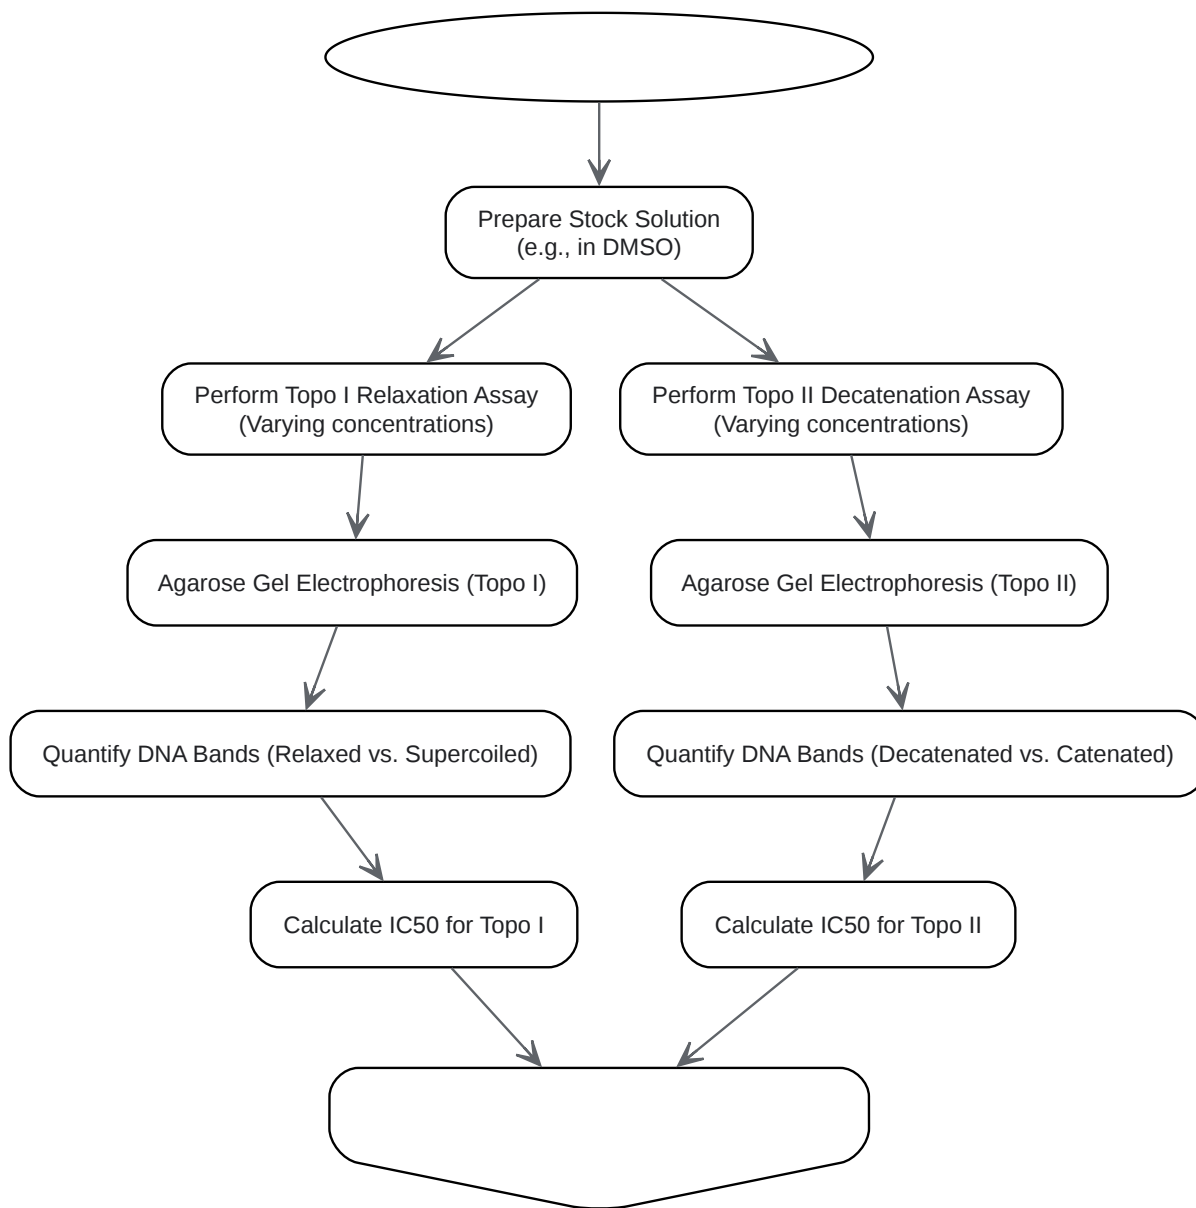 Prepare Stock Solution
(e.g., in DMSO)
Perform Topo I Relaxation Assay
(Varying concentrations)
Perform Topo II Decatenation Assay
(Varying concentrations)
Agarose Gel Electrophoresis (Topo I)
Agarose Gel Electrophoresis (Topo II)
Quantify DNA Bands (Relaxed vs. Supercoiled)
Quantify DNA Bands (Decatenated vs. Catenated)
Calculate IC50 for Topo I
Calculate IC50 for Topo II